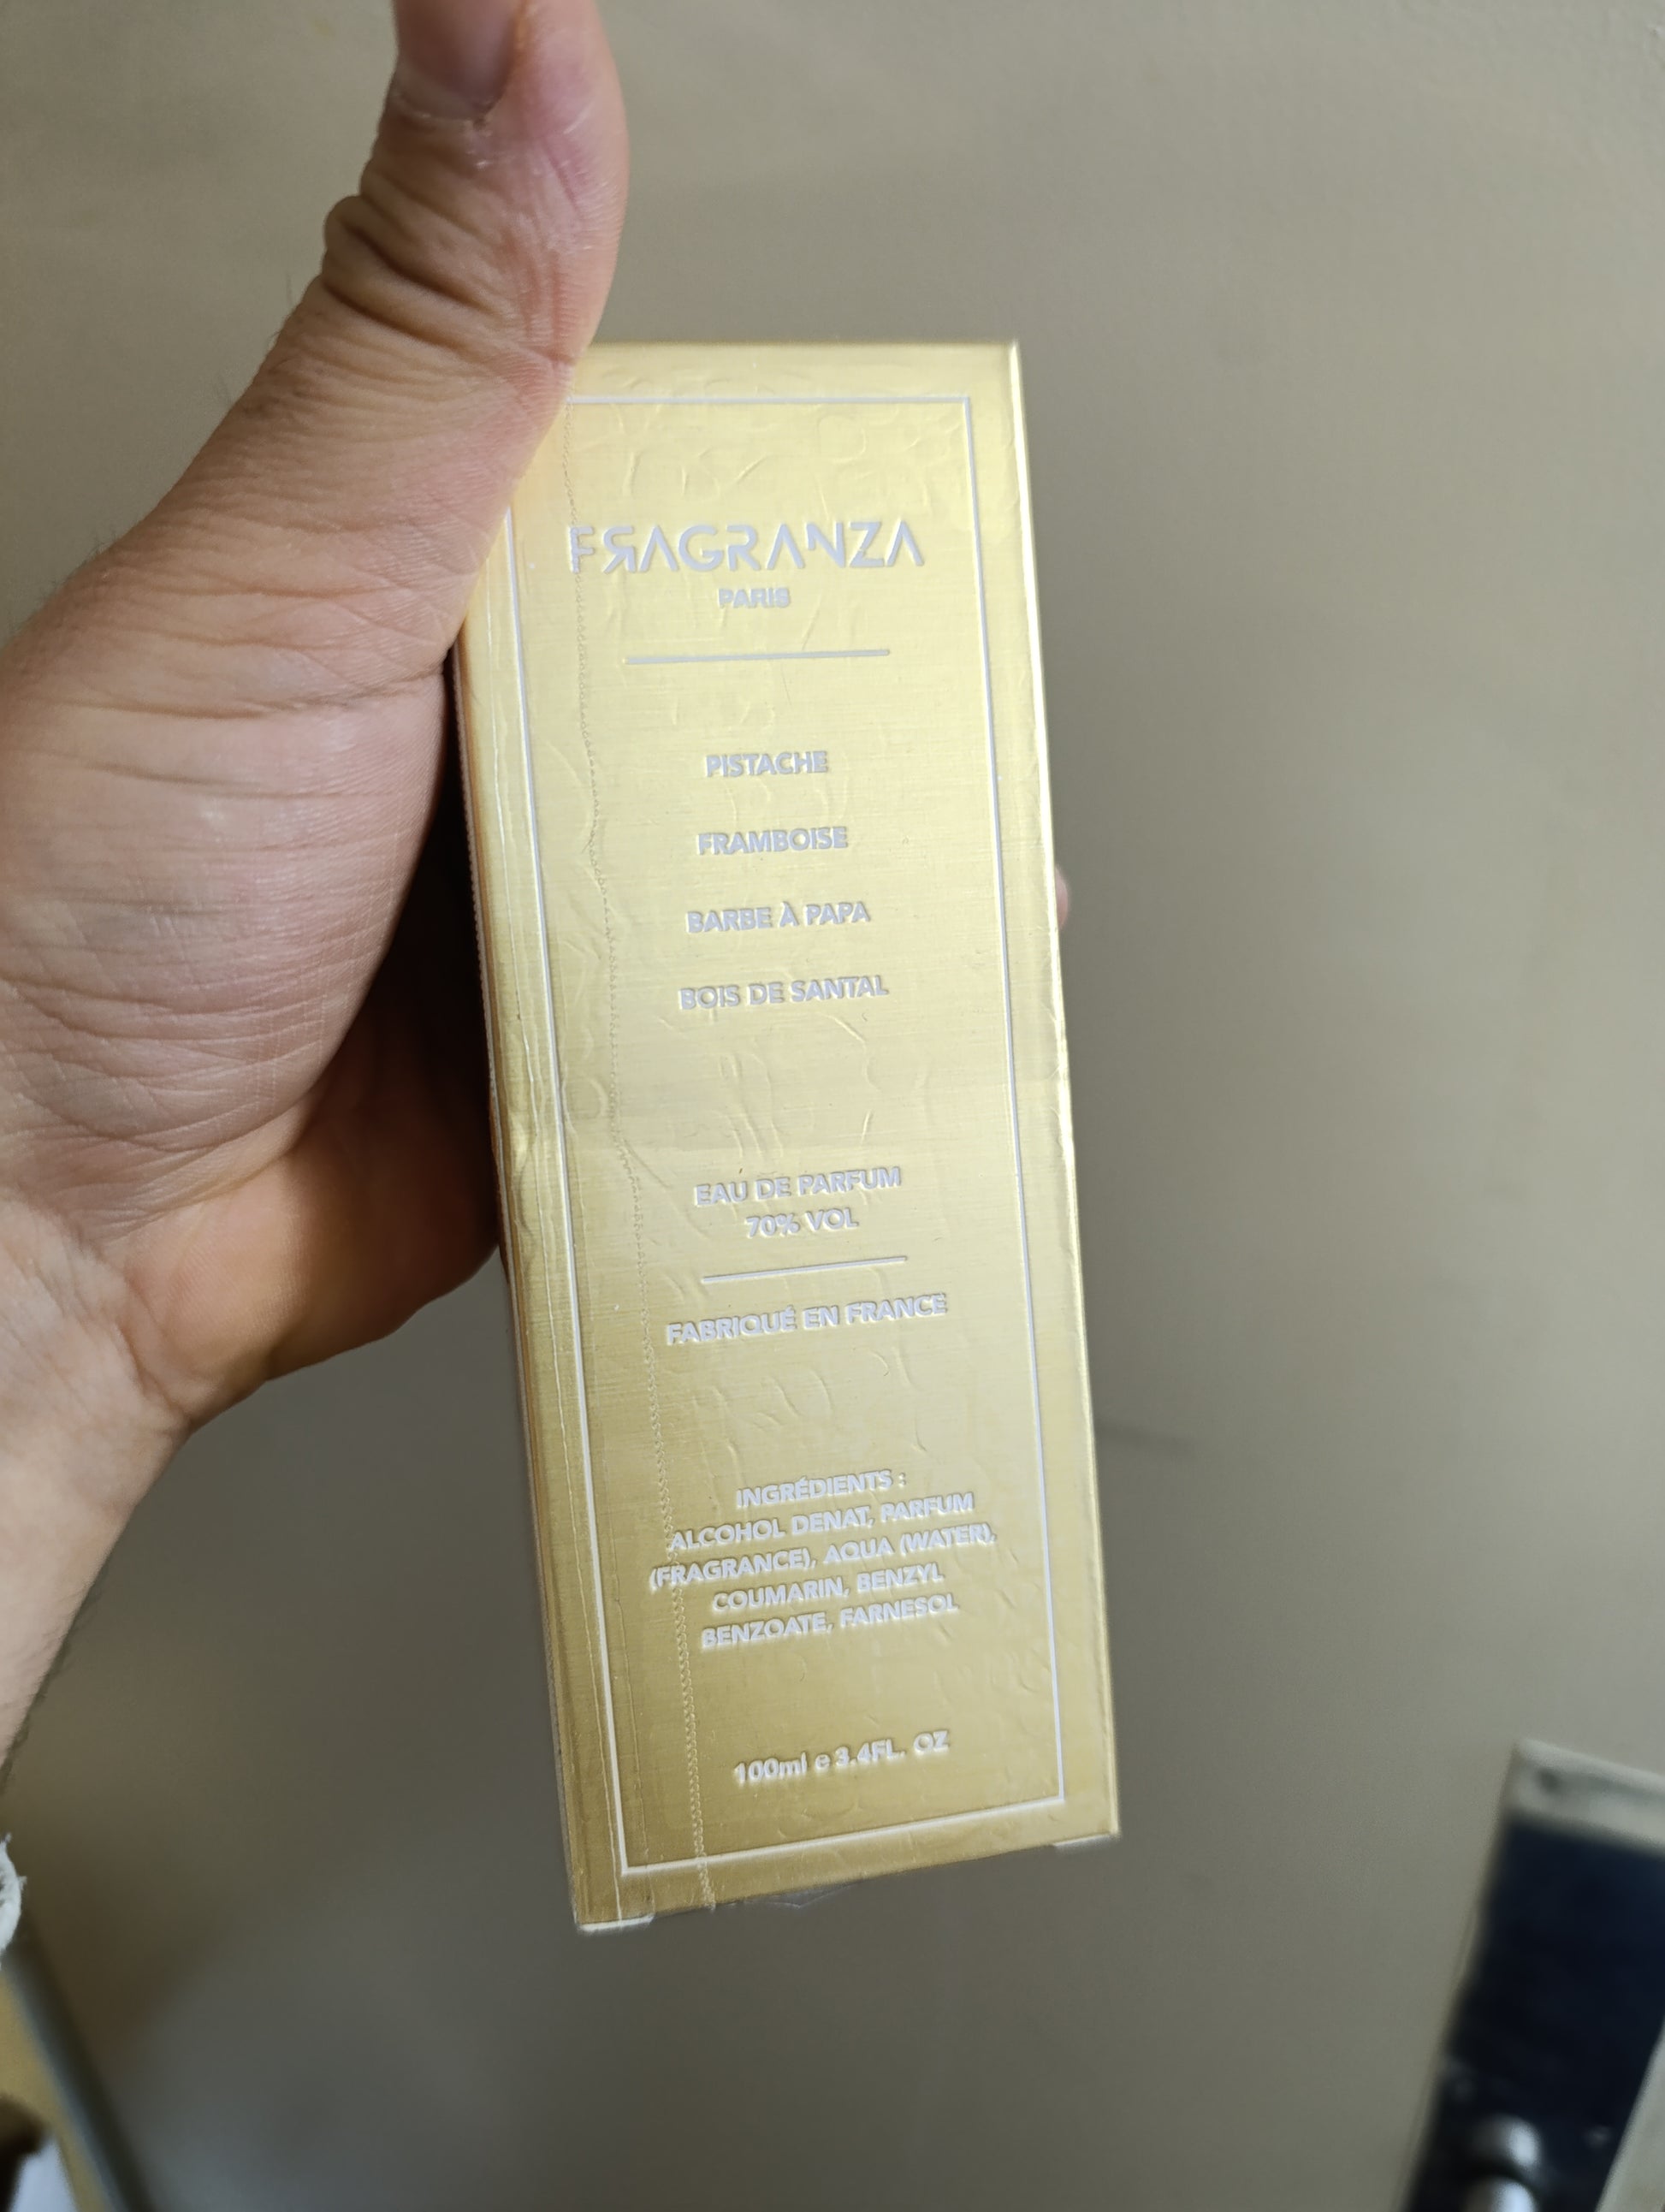 FRAGRANZA
PARIS
PISTACHE
FRAMBOISE
BARBE À PAPA
BOIS DE SANTAL
EAU DE PARFUM
70% VOL
FABRIQUÉ EN FRANCE
INGRÉDIENTS :
ALCOHOL DENAT, PARFUM
(FRAGRANCE), AQUA (WATER),
COUMARIN, BENZYL
BENZOATE, FARNESOL
100ml e 3.4FL. OZ